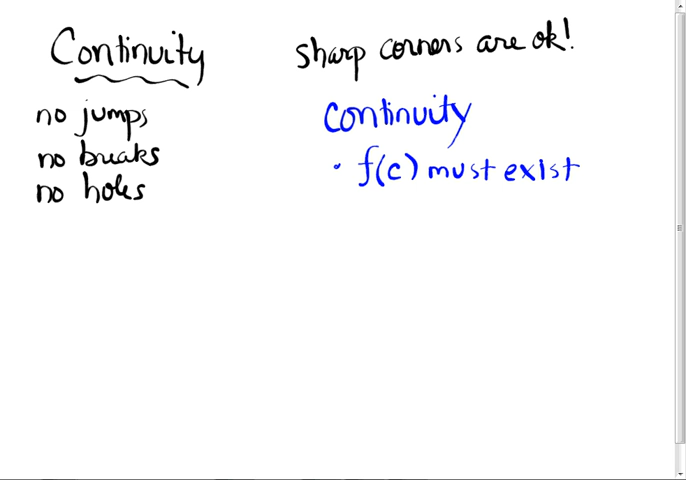 Continuity
no jumps
no breaks
no holes
sharp corners are ok!
continuity
• f(c) must exist